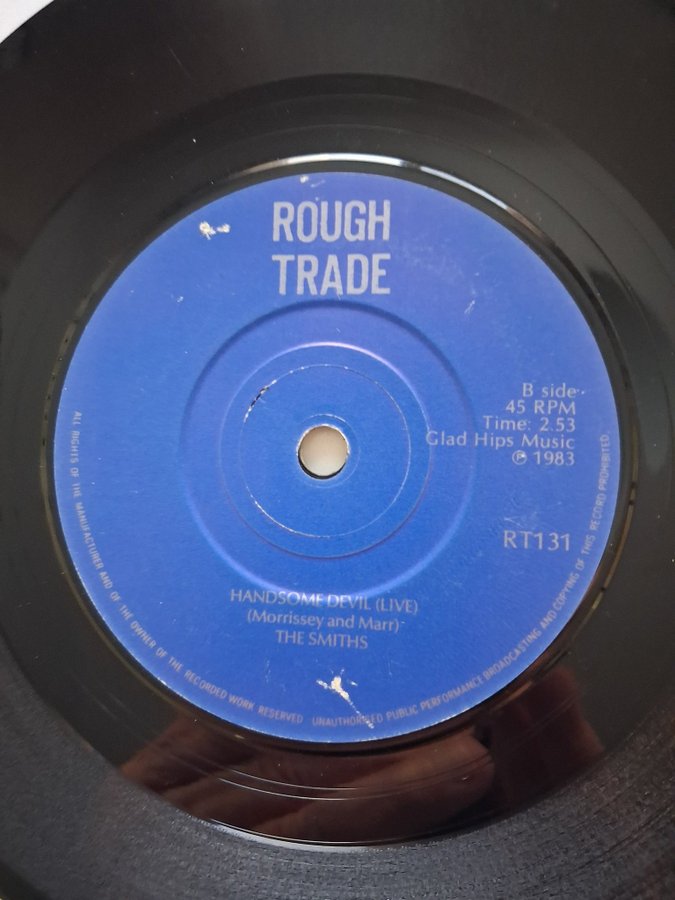 ROUGH
TRADE
B side
45 RPM
Time: 2.53
Glad Hips Music
℗ 1983
RT131
HANDSOME DEVIL (LIVE)
(Morrissey and Marr)
THE SMITHS
ALL RIGHTS OF THE MANUFACTURER AND OF THE OWNER OF THE RECORDED WORK RESERVED UNAUTHORISED PUBLIC PERFORMANCE BROADCASTING AND COPYING OF THIS RECORD PROHIBITED.